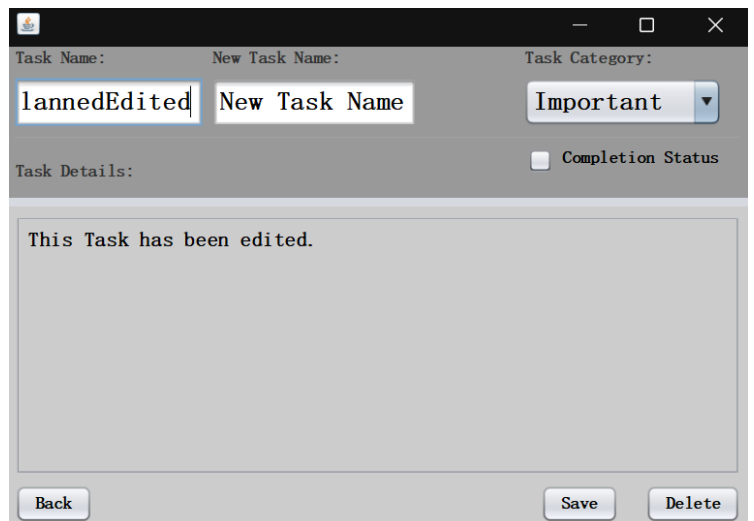 Task Name: New Task Name: Task Category:
lannedEdited New Task Name Important
Completion Status
Task Details:
This Task has been edited.
Back Save Delete